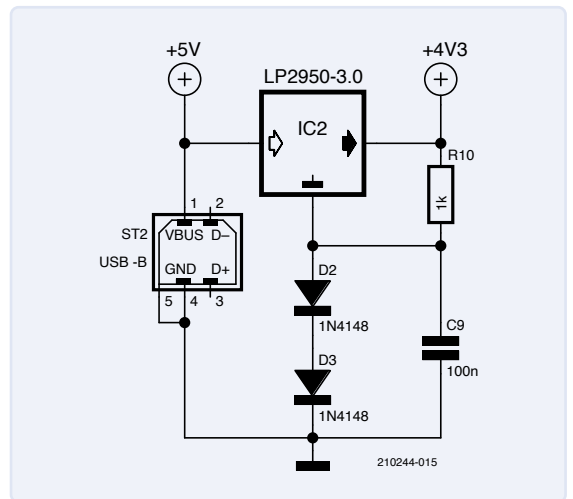 +5V
+4V3
LP2950-3.0
IC2
R10
1k
1 2
ST2
VBUS D–
USB -B
GND D+
5 4 3
D2
1N4148
D3
1N4148
C9
100n
210244-015